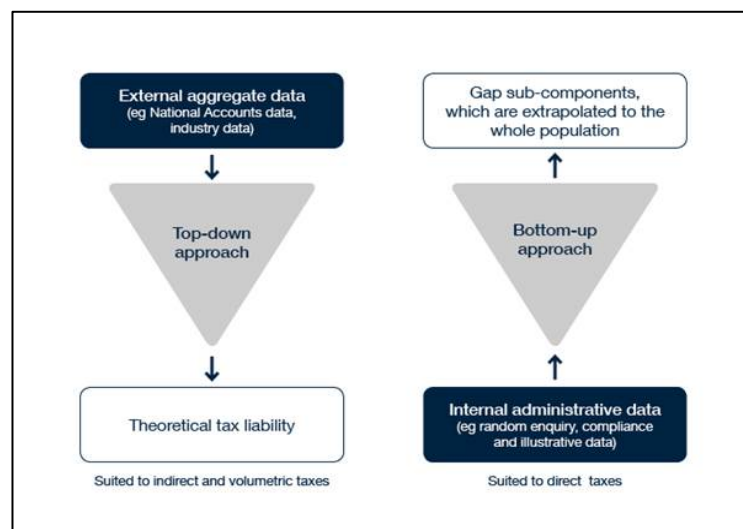 External aggregate data
(eg National Accounts data,
industry data)
Top-down
approach
Theoretical tax liability
Suited to indirect and volumetric taxes
Gap sub-components,
which are extrapolated to the
whole population
Bottom-up
approach
Internal administrative data
(eg random enquiry, compliance
and illustrative data)
Suited to direct taxes